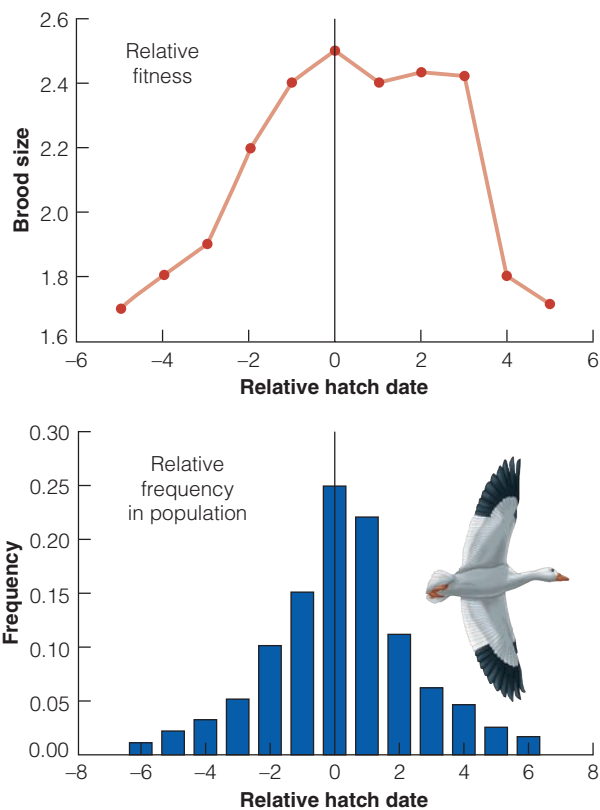 2.6
Relative
fitness
2.4
2.2
2.0
1.8
1.6
Brood size
−6 −4 −2 0 2 4 6
Relative hatch date
0.30
Relative
frequency
in population
0.25
0.20
0.15
0.10
0.05
0.00
Frequency
−8 −6 −4 −2 0 2 4 6 8
Relative hatch date